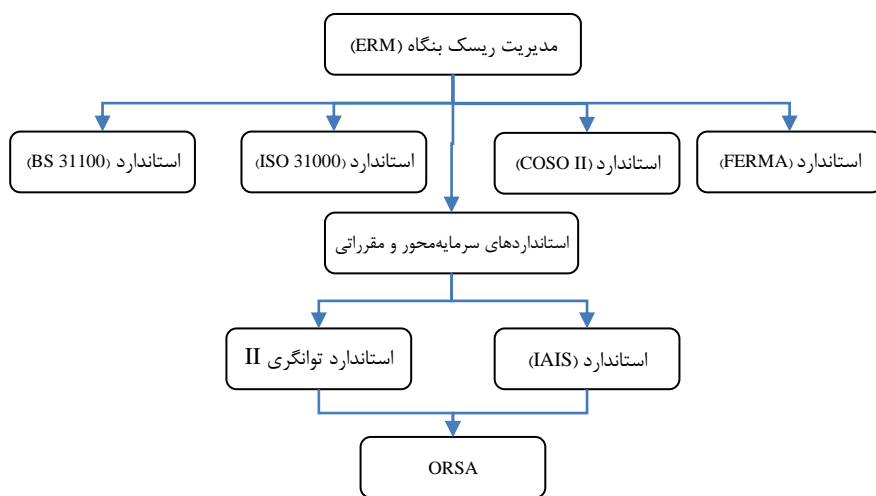 مدیریت ریسک بنگاه (ERM)
استاندارد (FERMA)
استاندارد (COSO II)
استاندارد (ISO 31000)
استاندارد (BS 31100)
استانداردهای سرمایه‌محور و مقرراتی
استاندارد (IAIS)
استاندارد توانگری II
ORSA